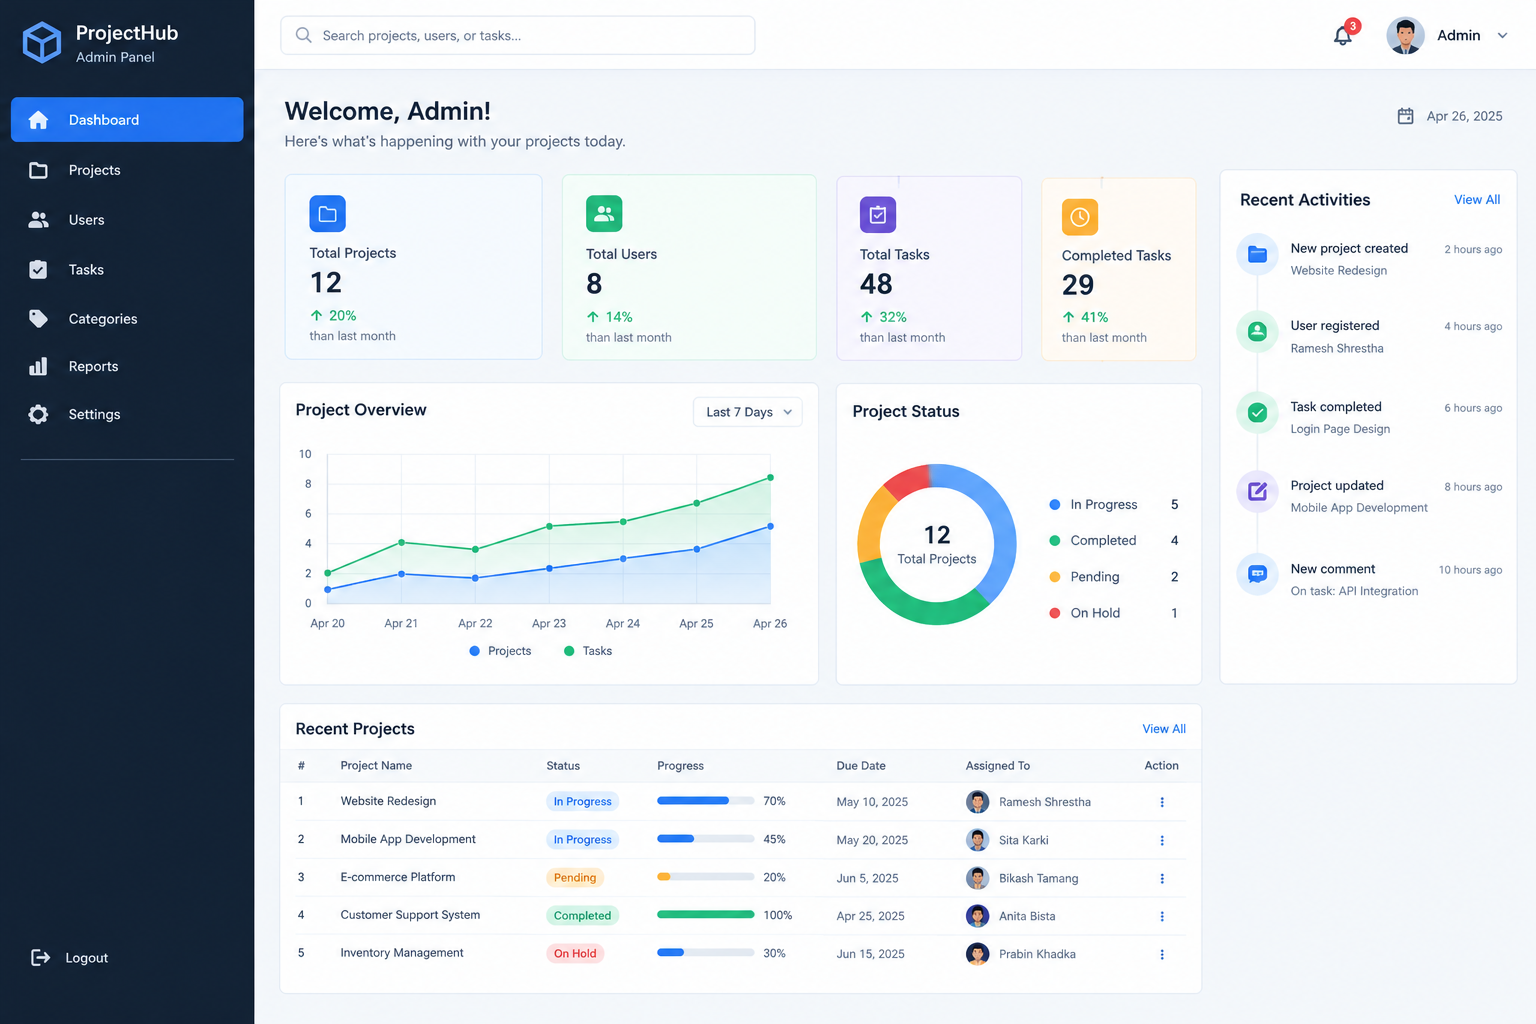 ProjectHub
Admin Panel
Dashboard
Projects
Users
Tasks
Categories
Reports
Settings
Logout
Search projects, users, or tasks...
3
Admin
Welcome, Admin!
Here's what's happening with your projects today.
Apr 26, 2025
Total Projects
12
20%
than last month
Total Users
8
14%
than last month
Total Tasks
48
32%
than last month
Completed Tasks
29
41%
than last month
Project Overview
Last 7 Days
10
8
6
4
2
0
Apr 20 Apr 21 Apr 22 Apr 23 Apr 24 Apr 25 Apr 26
Projects Tasks
Project Status
12
Total Projects
In Progress 5
Completed 4
Pending 2
On Hold 1
Recent Activities View All
New project created 2 hours ago
Website Redesign
User registered 4 hours ago
Ramesh Shrestha
Task completed 6 hours ago
Login Page Design
Project updated 8 hours ago
Mobile App Development
New comment 10 hours ago
On task: API Integration
Recent Projects View All
# Project Name Status Progress Due Date Assigned To Action
1 Website Redesign In Progress 70% May 10, 2025 Ramesh Shrestha
2 Mobile App Development In Progress 45% May 20, 2025 Sita Karki
3 E-commerce Platform Pending 20% Jun 5, 2025 Bikash Tamang
4 Customer Support System Completed 100% Apr 25, 2025 Anita Bista
5 Inventory Management On Hold 30% Jun 15, 2025 Prabin Khadka